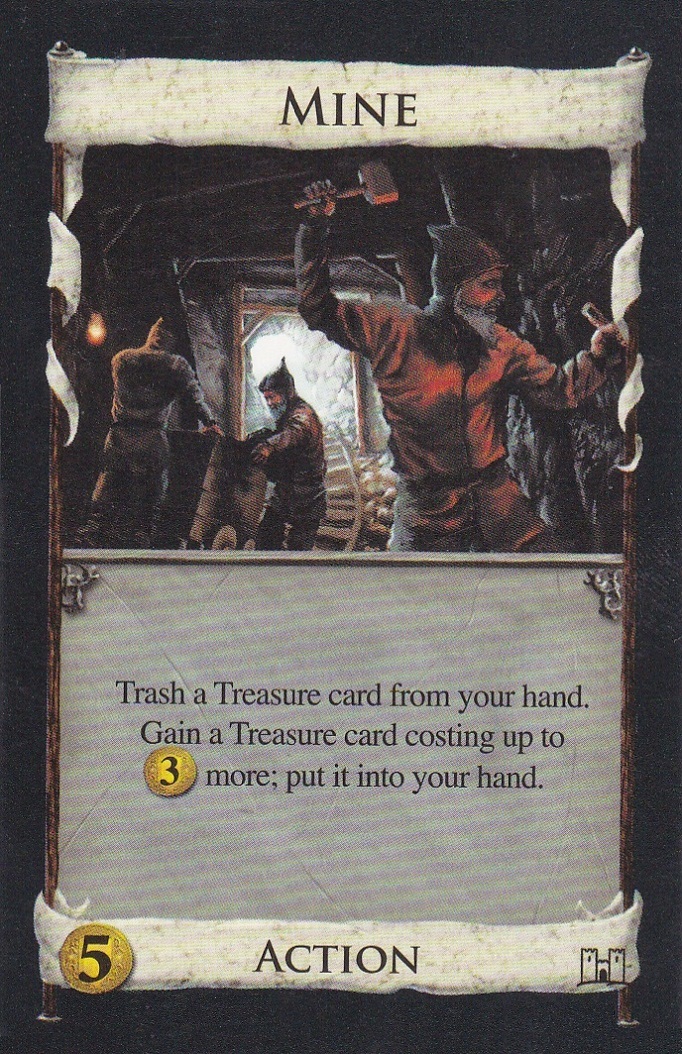 MINE
Trash a Treasure card from your hand.
Gain a Treasure card costing up to
3 more; put it into your hand.
5 ACTION